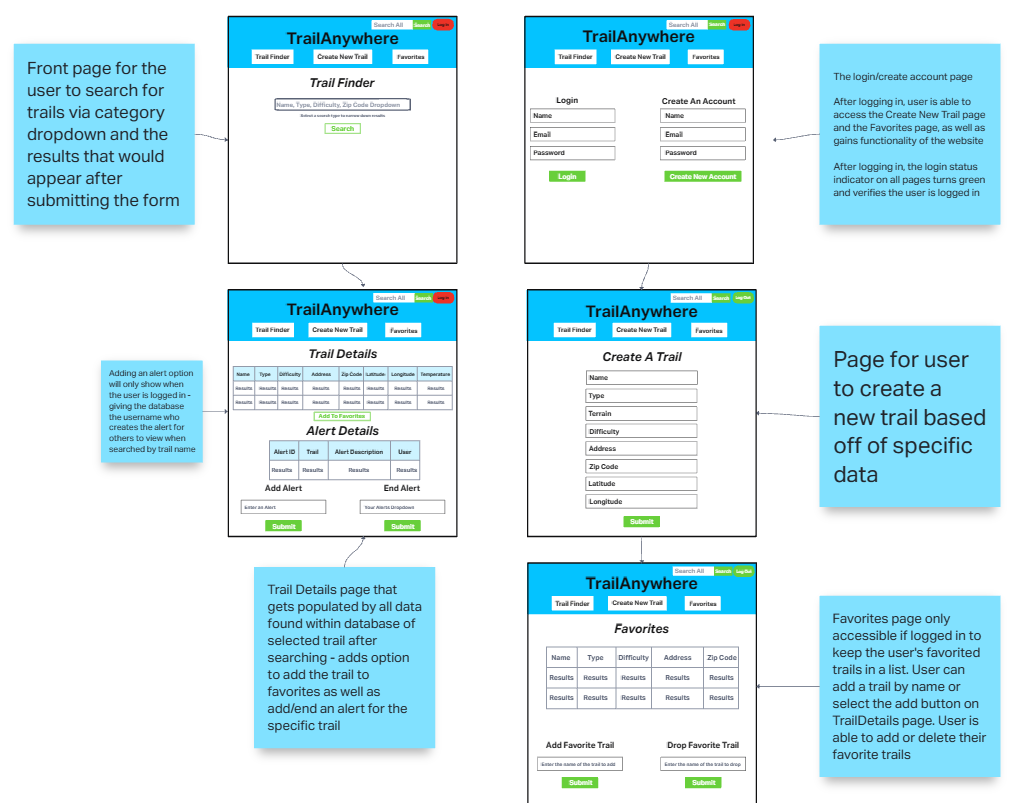 Front page for the
user to search for
trails via category
dropdown and the
results that would
appear after
submitting the form
Search All Search Log In
TrailAnywhere
Trail Finder Create New Trail Favorites
Trail Finder
Name, Type, Difficulty, Zip Code Dropdown
Select a search type to narrow down results
Search
Search All Search Log In
TrailAnywhere
Trail Finder Create New Trail Favorites
Login Create An Account
Name Name
Email Email
Password Password
Login Create New Account
The login/create account page
After logging in, user is able to
access the Create New Trail page
and the Favorites page, as well as
gains functionality of the website
After logging in, the login status
indicator on all pages turns green
and verifies the user is logged in
Adding an alert option
will only show when
the user is logged in -
giving the database
the username who
creates the alert for
others to view when
searched by trail name
Search All Search Log In
TrailAnywhere
Trail Finder Create New Trail Favorites
Trail Details
Name Type Difficulty Address Zip Code Latitude Longitude Temperature
Results Results Results Results Results Results Results Results
Results Results Results Results Results Results Results Results
Add To Favorites
Alert Details
Alert ID Trail Alert Description User
Results Results Results Results
Add Alert End Alert
Enter an Alert Your Alerts Dropdown
Submit Submit
Search All Search Log Out
TrailAnywhere
Trail Finder Create New Trail Favorites
Create A Trail
Name
Type
Terrain
Difficulty
Address
Zip Code
Latitude
Longitude
Submit
Page for user
to create a
new trail based
off of specific
data
Trail Details page that
gets populated by all data
found within database of
selected trail after
searching - adds option
to add the trail to
favorites as well as
add/end an alert for the
specific trail
Search All Search Log Out
TrailAnywhere
Trail Finder Create New Trail Favorites
Favorites
Name Type Difficulty Address Zip Code
Results Results Results Results Results
Results Results Results Results Results
Add Favorite Trail Drop Favorite Trail
Enter the name of the trail to add Enter the name of the trail to drop
Submit Submit
Favorites page only
accessible if logged in to
keep the user's favorited
trails in a list. User can
add a trail by name or
select the add button on
TrailDetails page. User is
able to add or delete their
favorite trails